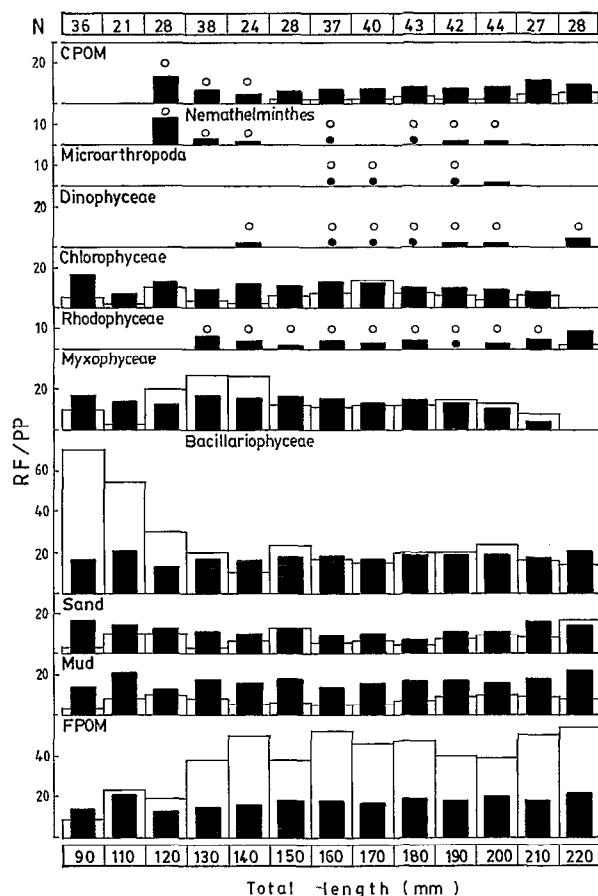 N 36 21 28 38 24 28 37 40 43 42 44 27 28
CPOM
20
Nemathelminthes
10
Microarthropoda
10
Dinophyceae
20
Chlorophyceae
20
Rhodophyceae
10
Myxophyceae
20
Bacillariophyceae
60
40
20
RF/PP
Sand
20
Mud
20
FPOM
40
20
90 110 120 130 140 150 160 170 180 190 200 210 220
Total length (mm)